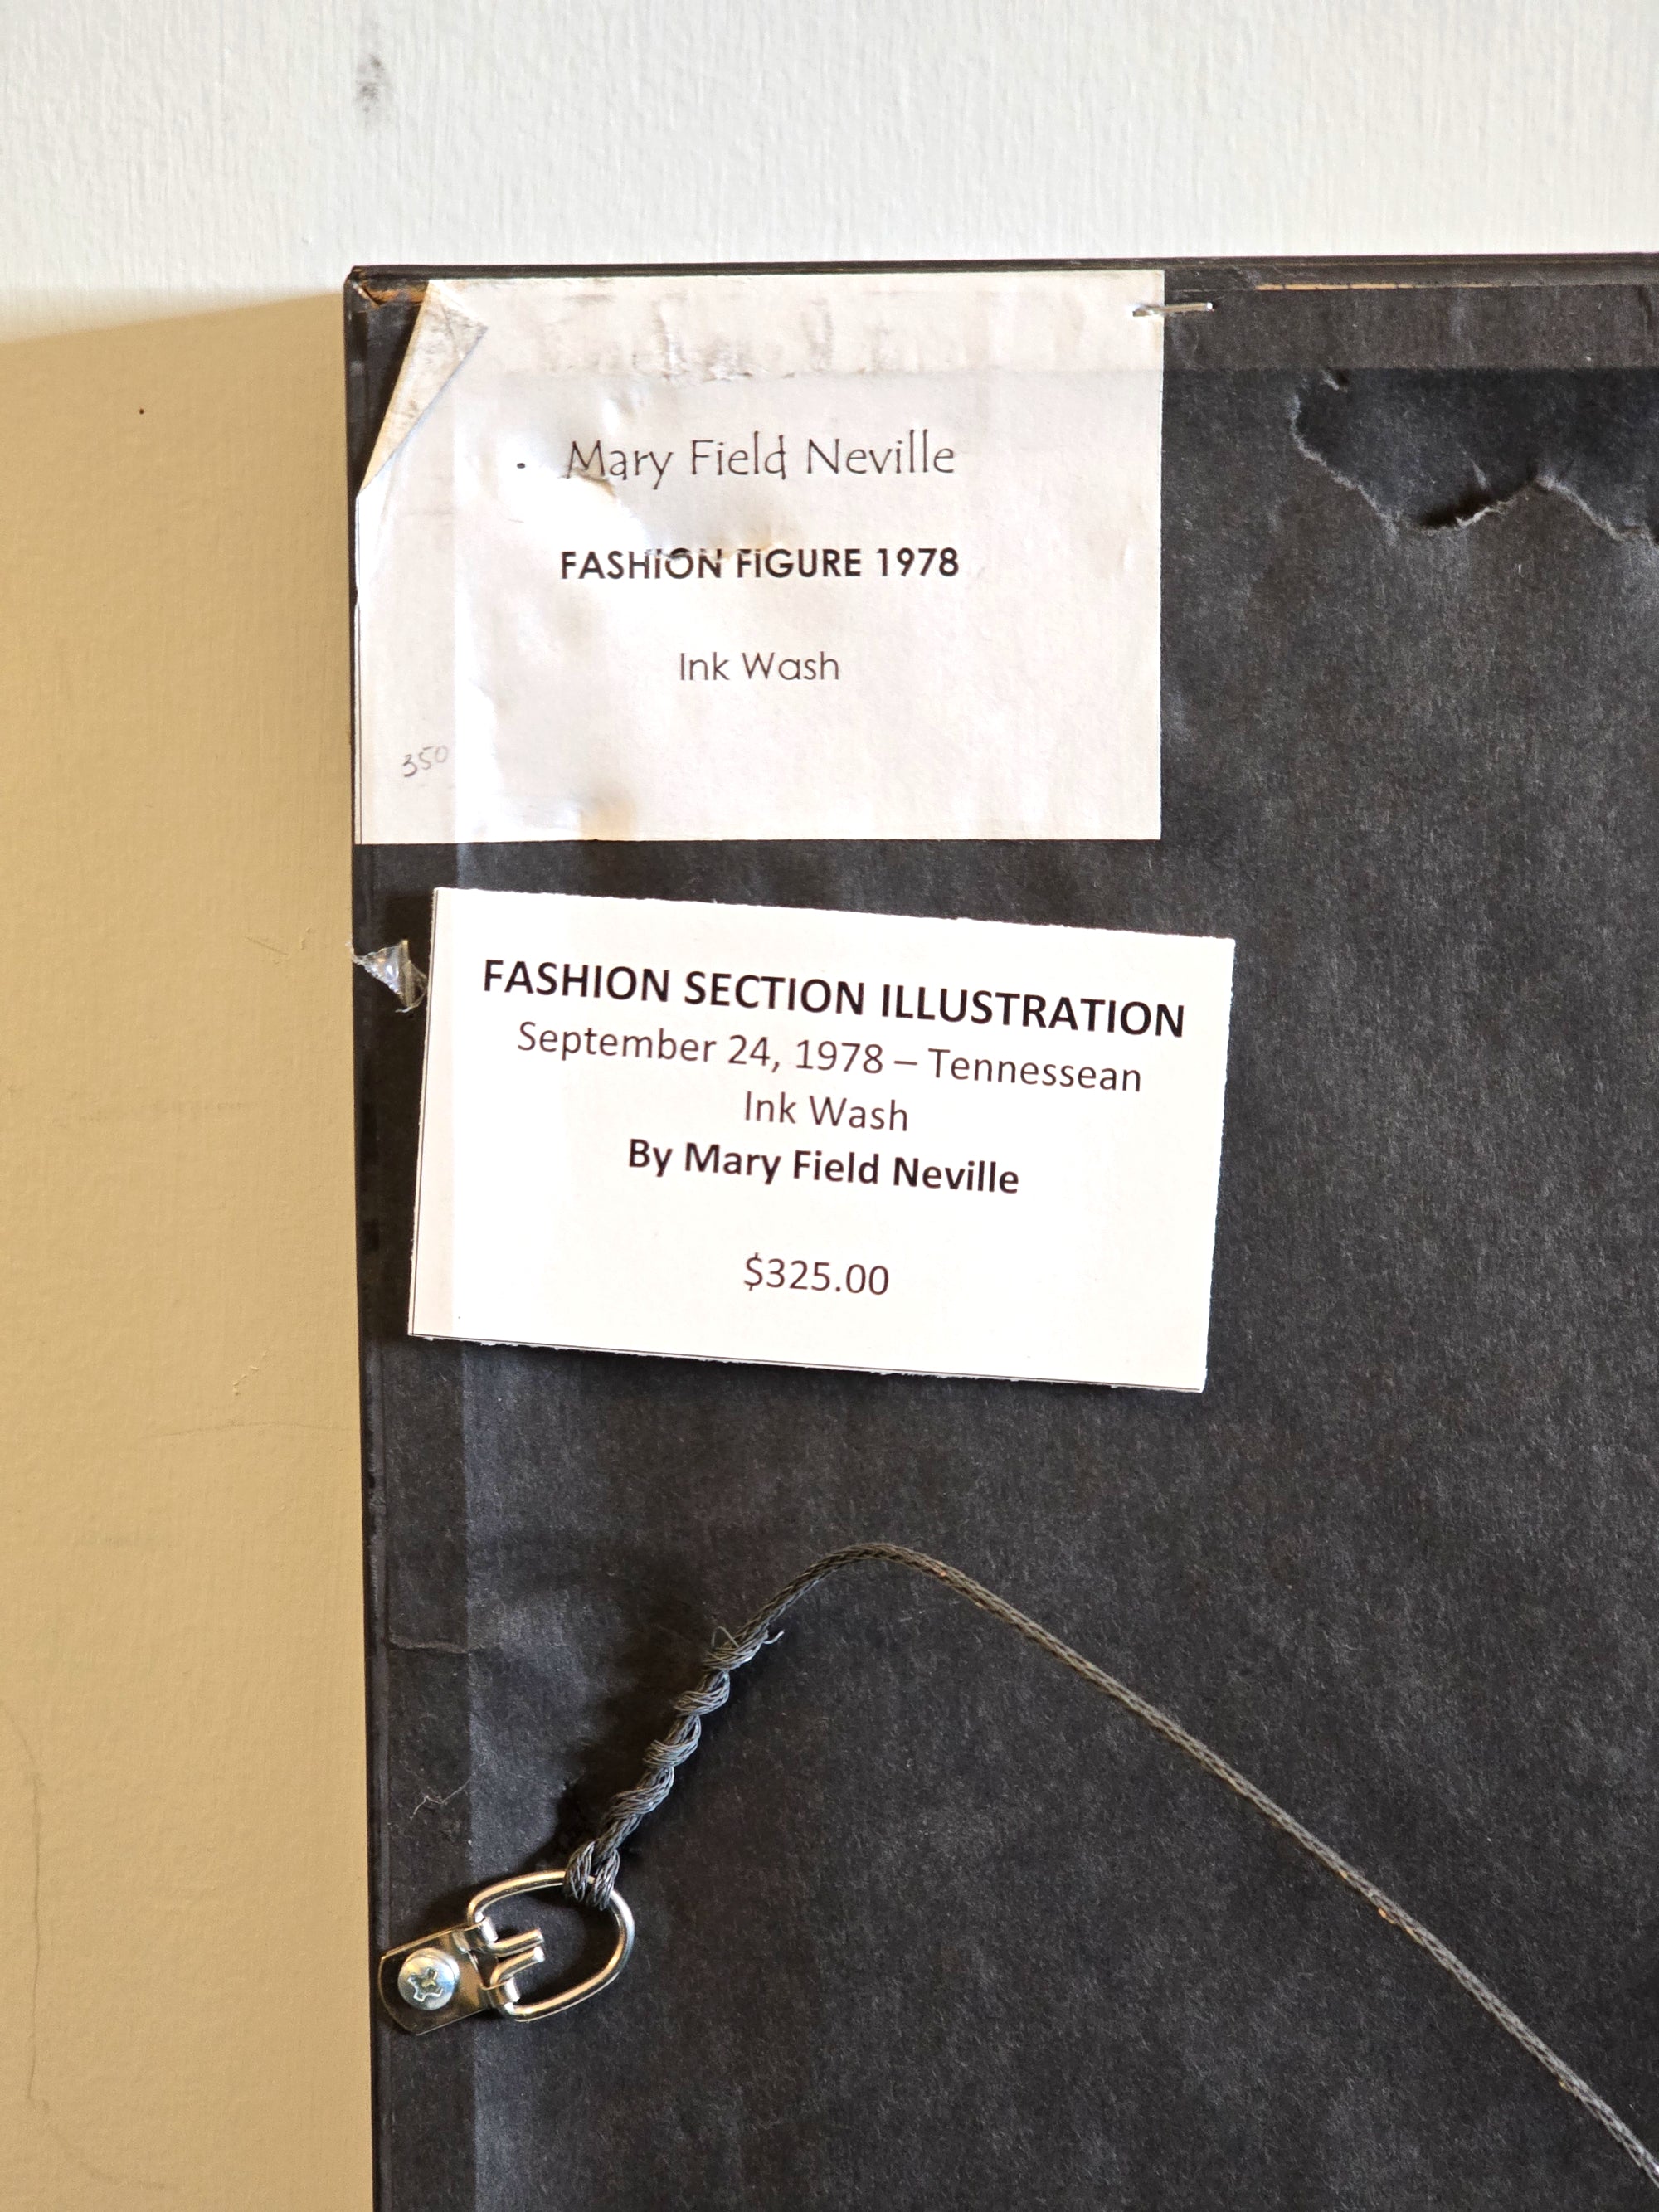 Mary Field Neville
FASHION FIGURE 1978
Ink Wash
350
FASHION SECTION ILLUSTRATION
September 24, 1978 – Tennessean
Ink Wash
By Mary Field Neville
$325.00